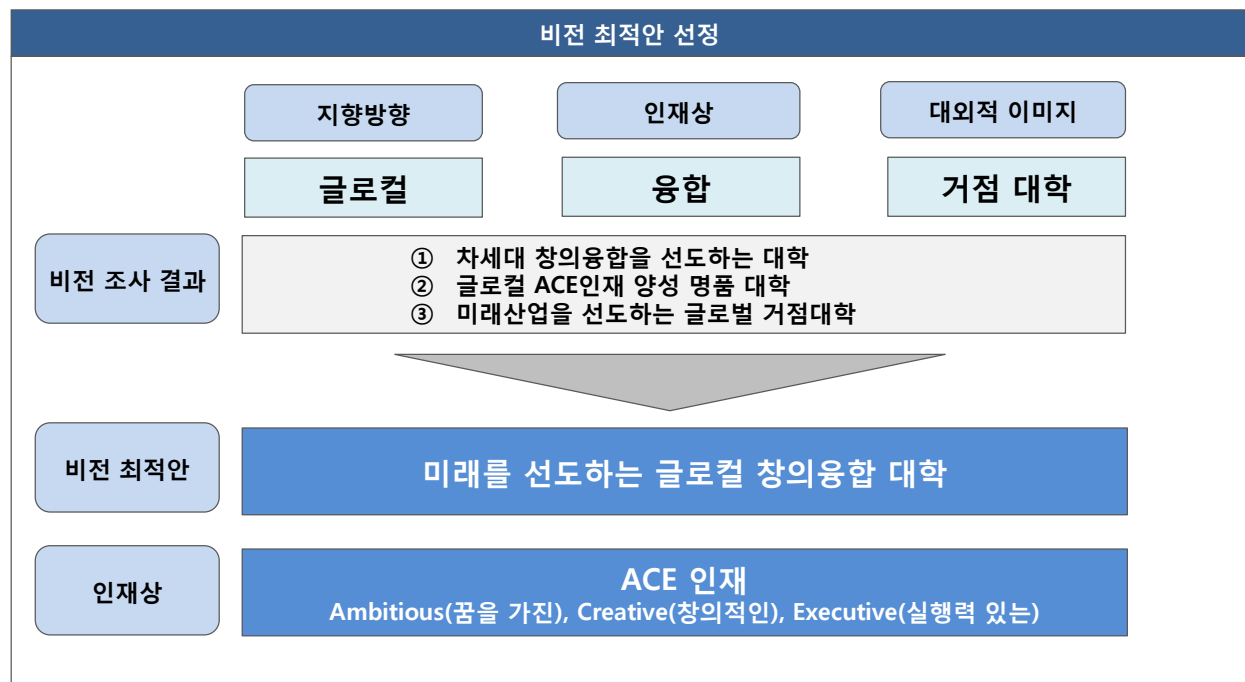 비전 최적안 선정
지향방향
인재상
대외적 이미지
글로컬
융합
거점 대학
비전 조사 결과
① 차세대 창의융합을 선도하는 대학
② 글로컬 ACE인재 양성 명품 대학
③ 미래산업을 선도하는 글로벌 거점대학
비전 최적안
미래를 선도하는 글로컬 창의융합 대학
인재상
ACE 인재
Ambitious(꿈을 가진), Creative(창의적인), Executive(실행력 있는)